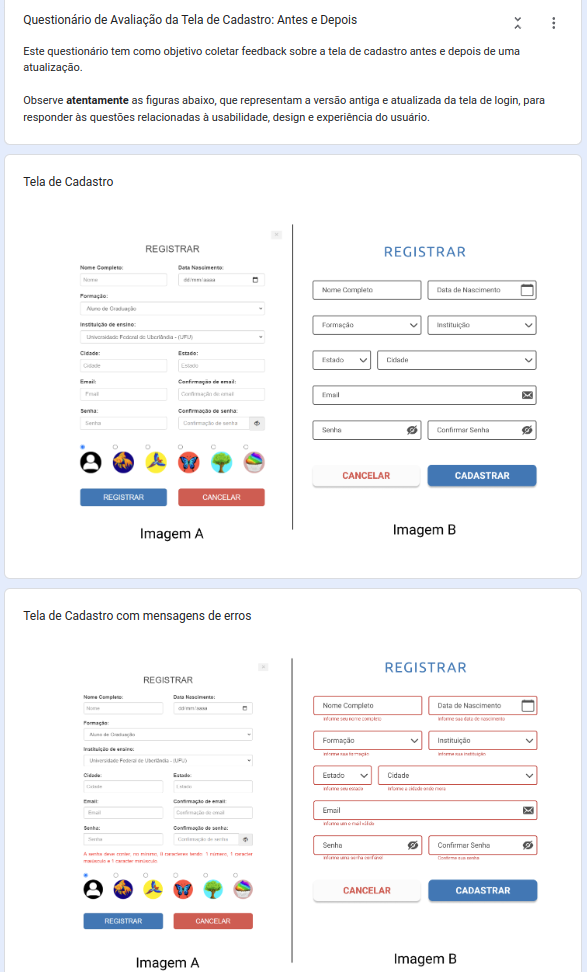 Questionário de Avaliação da Tela de Cadastro: Antes e Depois
Este questionário tem como objetivo coletar feedback sobre a tela de cadastro antes e depois de uma
atualização.
Observe atentamente as figuras abaixo, que representam a versão antiga e atualizada da tela de login, para
responder às questões relacionadas à usabilidade, design e experiência do usuário.
Tela de Cadastro
REGISTRAR
Nome Completo: Data Nascimento:
Nome dd/mm/aaaa
Formação:
Aluno de Graduação
Instituição de ensino:
Universidade Federal de Uberlândia - (UFU)
Cidade: Estado:
Cidade Estado
Email: Confirmação de email:
Email Confirmação de email
Senha: Confirmação de senha:
Senha Confirmação de senha
REGISTRAR CANCELAR
Imagem A
REGISTRAR
Nome Completo Data de Nascimento
Formação Instituição
Estado Cidade
Email
Senha Confirmar Senha
CANCELAR CADASTRAR
Imagem B
Tela de Cadastro com mensagens de erros
REGISTRAR
Nome Completo: Data Nascimento:
Nome dd/mm/aaaa
Formação:
Aluno de Graduação
Instituição de ensino:
Universidade Federal de Uberlândia - (UFU)
Cidade: Estado:
Cidade Estado
Email: Confirmação de email:
Email Confirmação de email
Senha: Confirmação de senha:
Senha Confirmação de senha
A senha deve conter, no mínimo, 8 caracteres tendo: 1 número, 1 caracter
maiúsculo e 1 caracter minúsculo.
REGISTRAR CANCELAR
Imagem A
REGISTRAR
Nome Completo Data de Nascimento
Informe seu nome completo Informe sua data de nascimento
Formação Instituição
Informe sua formação Informe sua instituição
Estado Cidade
Informe seu estado Informe a cidade onde mora
Email
Informe um e-mail válido
Senha Confirmar Senha
Informe uma senha confiável Confirme sua senha
CANCELAR CADASTRAR
Imagem B